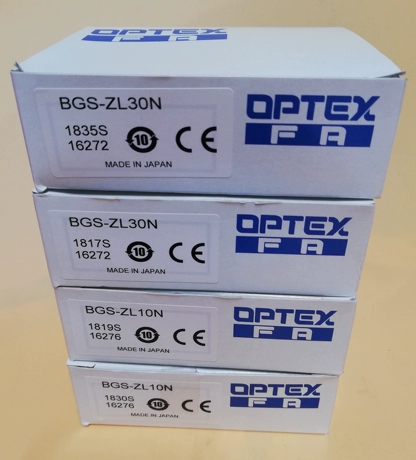 BGS-ZL30N
1835S
16272
10
CE
MADE IN JAPAN
OPTEX
FA
BGS-ZL30N
1817S
16272
10
CE
MADE IN JAPAN
OPTEX
FA
BGS-ZL10N
1819S
16276
10
CE
MADE IN JAPAN
OPTEX
FA
BGS-ZL10N
1830S
16276
10
CE
MADE IN JAPAN
OPTEX
FA